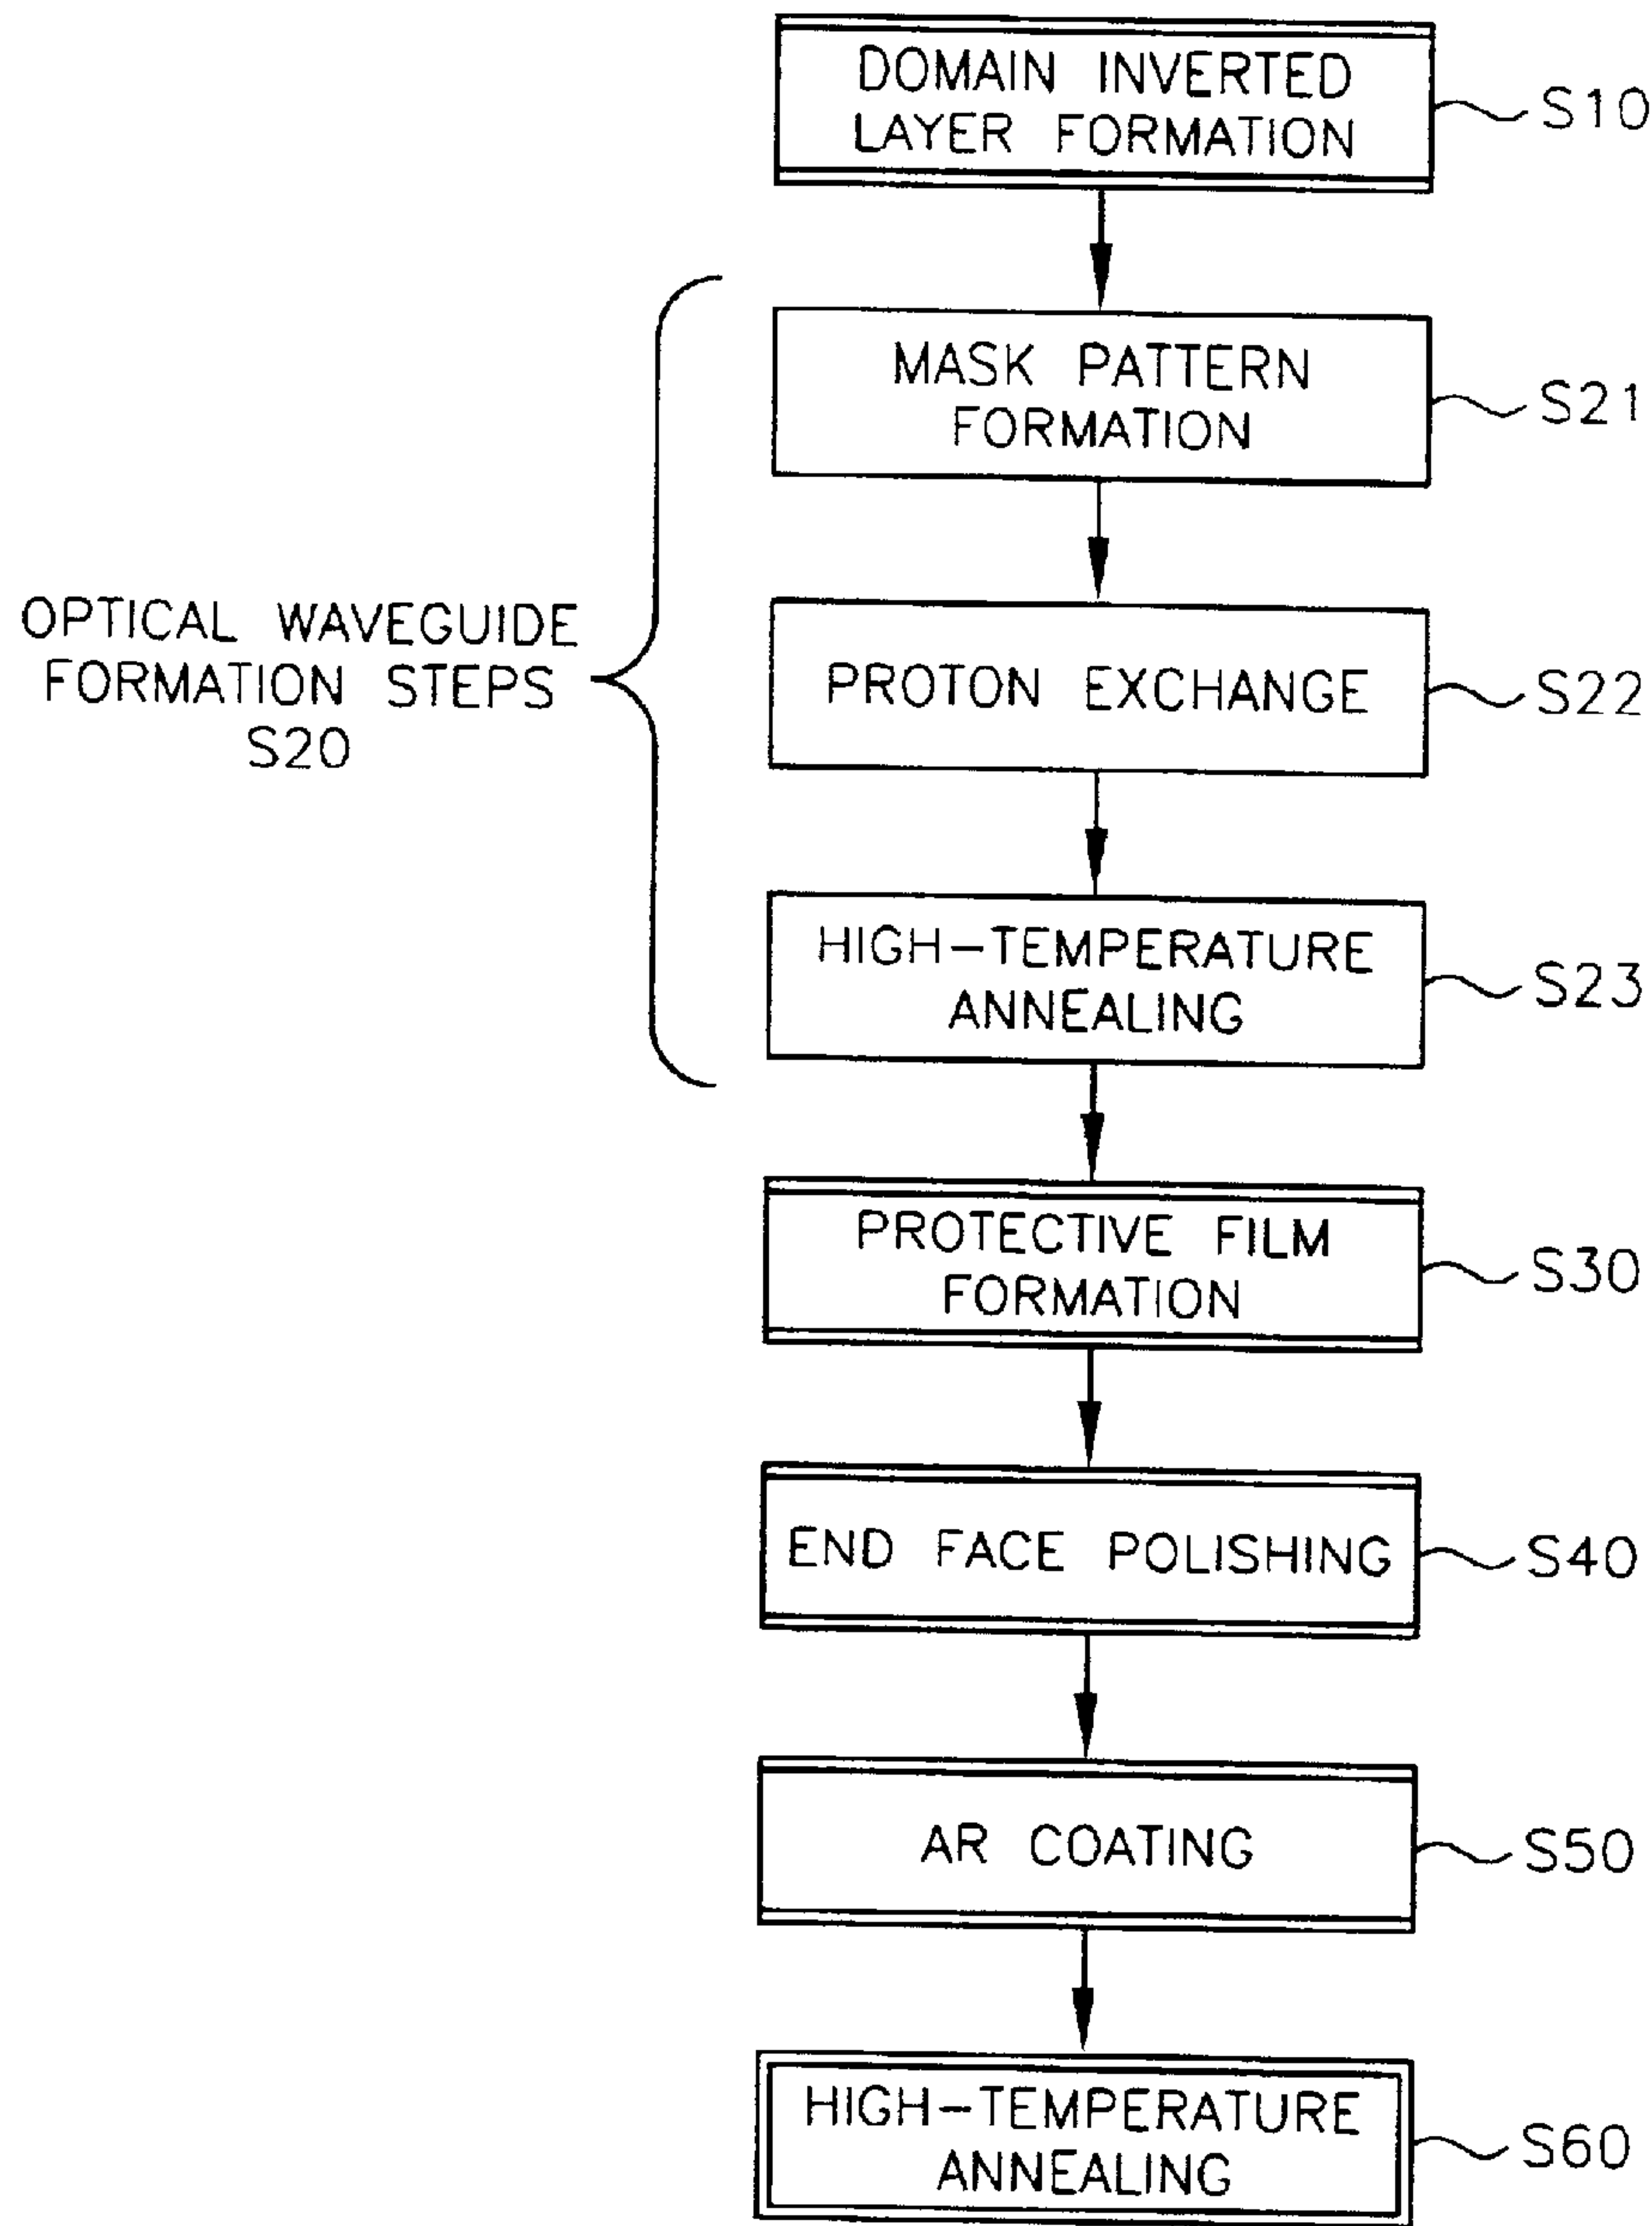 DOMAIN INVERTED
LAYER FORMATION
S10
MASK PATTERN
FORMATION
S21
OPTICAL WAVEGUIDE
FORMATION STEPS
S20
PROTON EXCHANGE
S22
HIGH-TEMPERATURE
ANNEALING
S23
PROTECTIVE FILM
FORMATION
S30
END FACE POLISHING
S40
AR COATING
S50
HIGH-TEMPERATURE
ANNEALING
S60